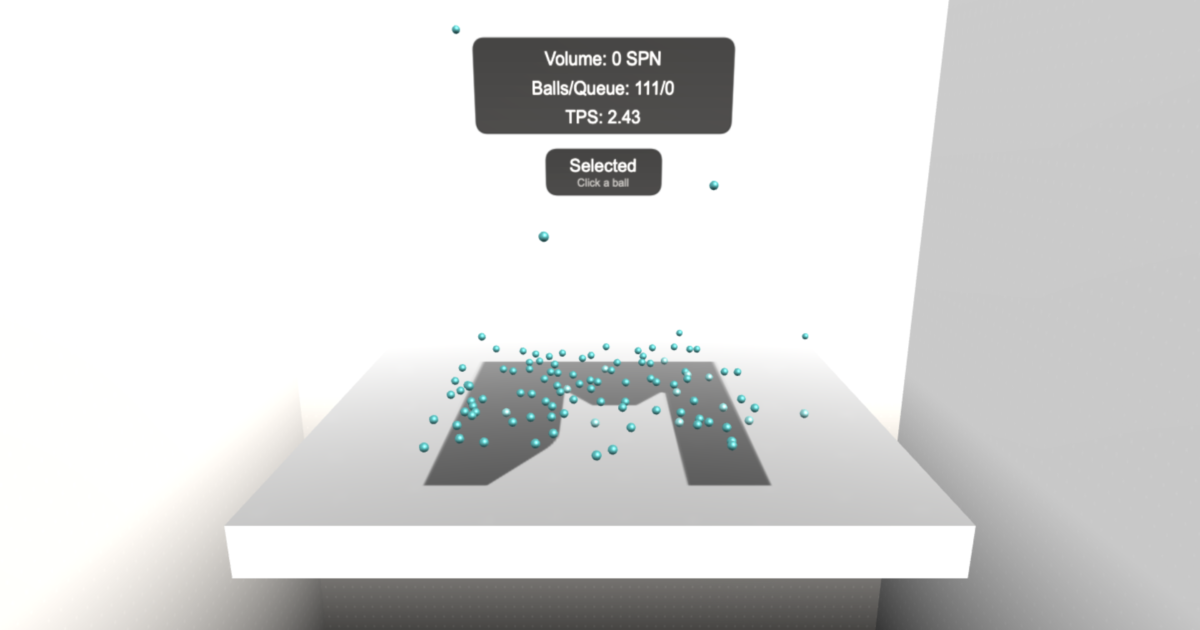 Volume: 0 SPN
Balls/Queue: 111/0
TPS: 2.43
Selected
Click a ball